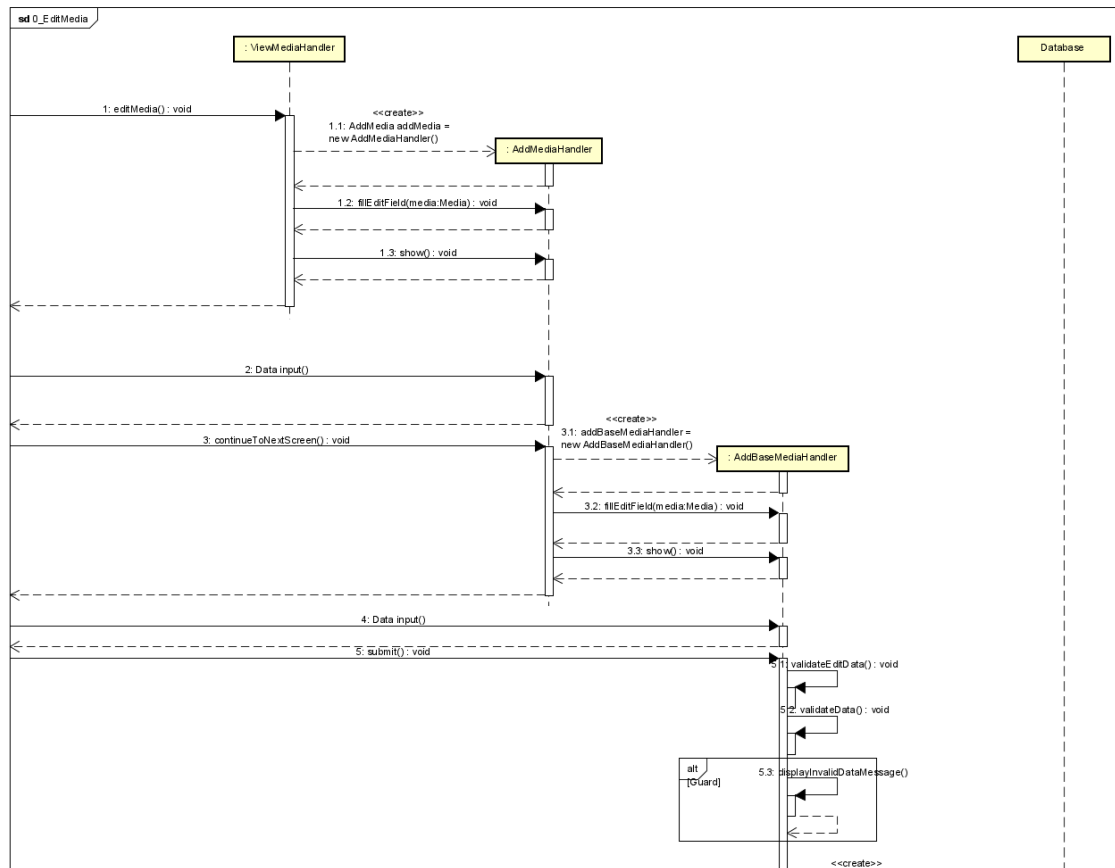 sd 0_EditMedia
: ViewMediaHandler
Database
1: editMedia() : void
<<create>>
1.1: AddMedia addMedia =
new AddMediaHandler()
: AddMediaHandler
1.2: fillEditField(media:Media) : void
1.3: show() : void
2: Data input()
<<create>>
3.1: addBaseMediaHandler =
new AddBaseMediaHandler()
3: continueToNextScreen() : void
: AddBaseMediaHandler
3.2: fillEditField(media:Media) : void
3.3: show() : void
4: Data input()
5: submit() : void
5.1: validateEditData() : void
5.2: validateData() : void
alt
5.3: displayInvalidDataMessage()
[Guard]
<<create>>